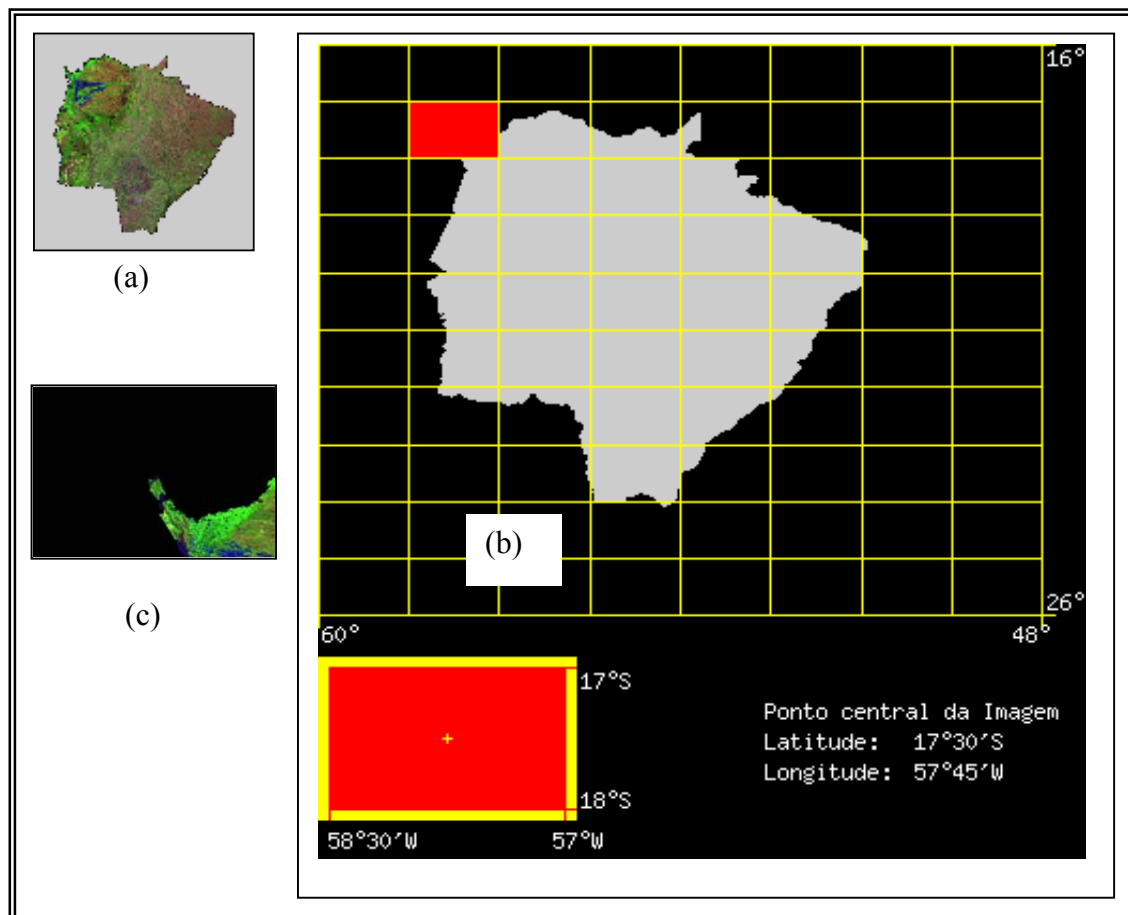 (a)
(c)
16°
(b)
26°
60°
48°
17°S
18°S
58°30′W
57°W
Ponto central da Imagem
Latitude: 17°30′S
Longitude: 57°45′W